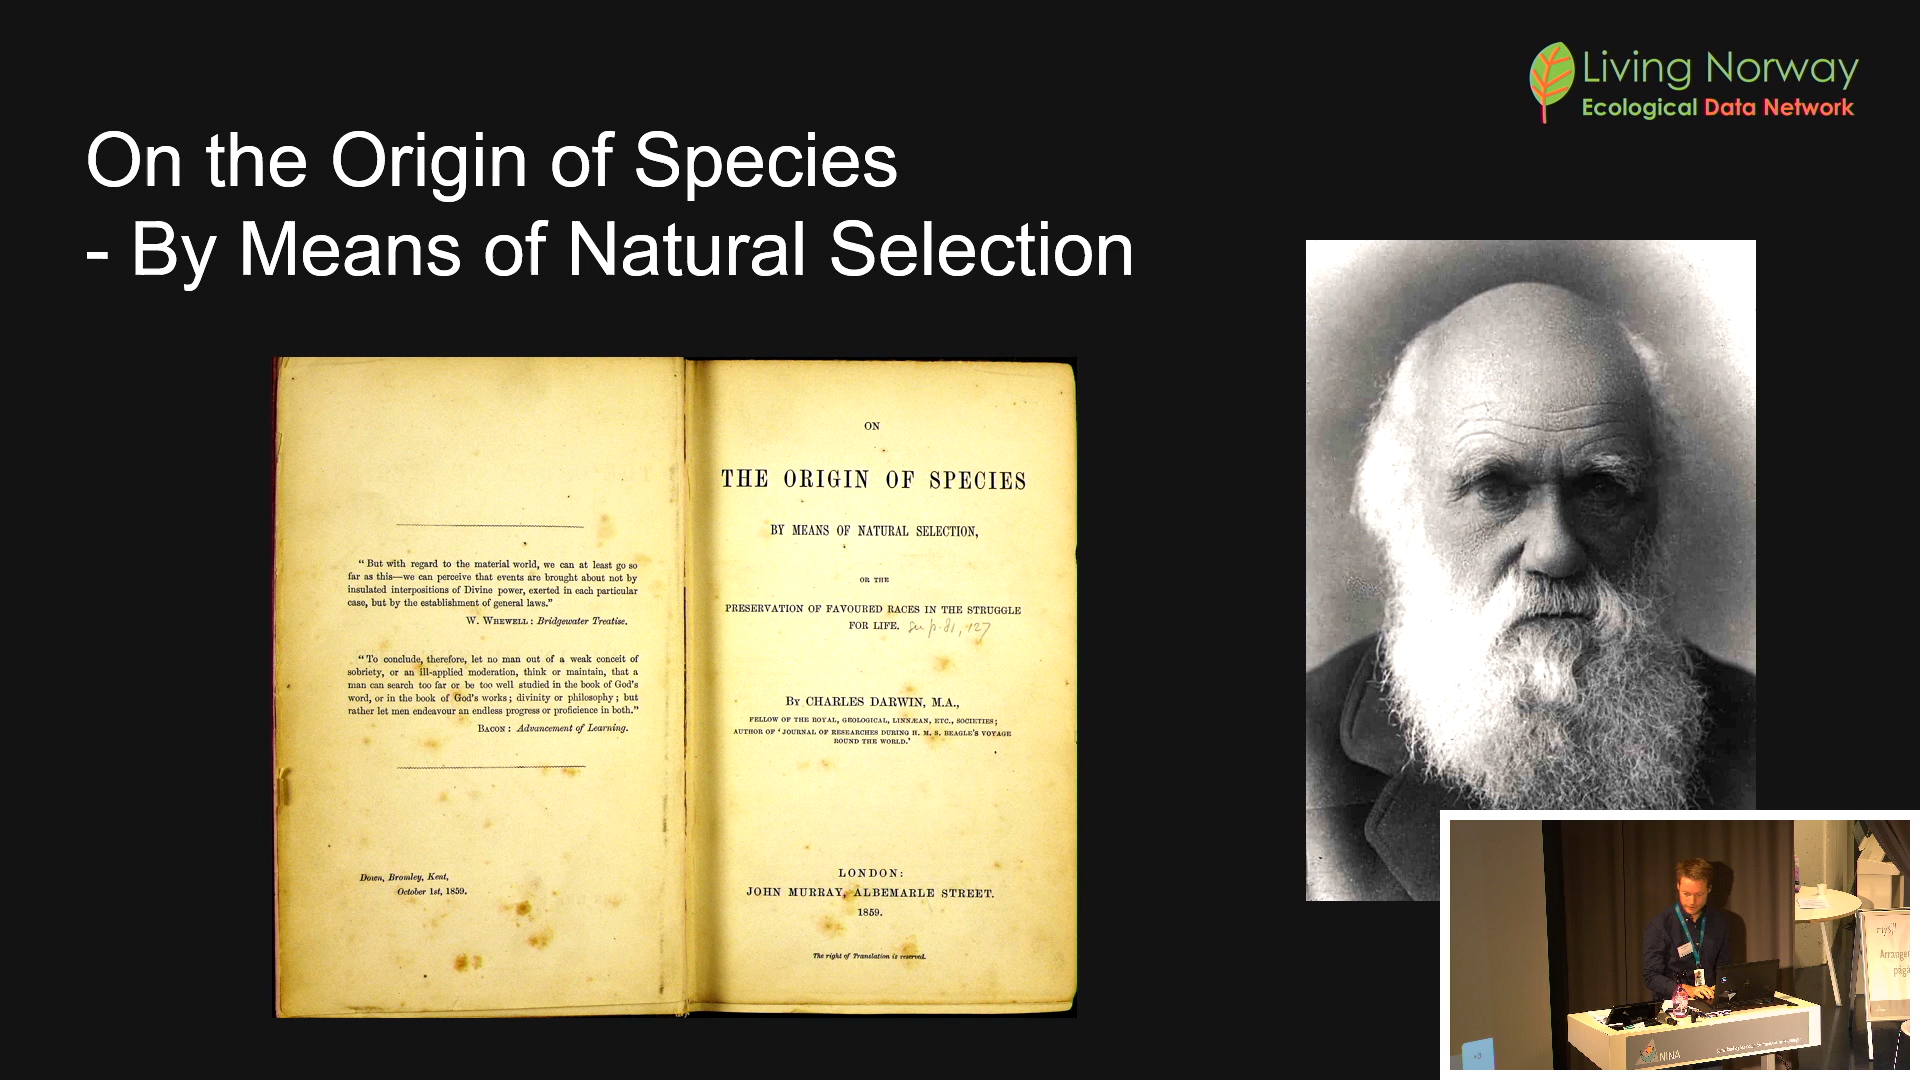 Living Norway
Ecological Data Network
On the Origin of Species
- By Means of Natural Selection
“ But with regard to the material world, we can at least go so
far as this—we can perceive that events are brought about not by
insulated interpositions of Divine power, exerted in each particular
case, but by the establishment of general laws.”
W. Whewell : Bridgewater Treatise.
“ To conclude, therefore, let no man out of a weak conceit of
sobriety, or an ill-applied moderation, think or maintain, that a
man can search too far or be too well studied in the book of God’s
word, or in the book of God’s works ; divinity or philosophy ; but
rather let men endeavour an endless progress or proficience in both.”
Bacon : Advancement of Learning.
Down, Bromley, Kent,
October 1st, 1859.
ON
THE ORIGIN OF SPECIES
BY MEANS OF NATURAL SELECTION,
OR THE
PRESERVATION OF FAVOURED RACES IN THE STRUGGLE
FOR LIFE. p. 81, 127
By CHARLES DARWIN, M.A.,
FELLOW OF THE ROYAL, GEOLOGICAL, LINNÆAN, ETC., SOCIETIES ;
AUTHOR OF ‘ JOURNAL OF RESEARCHES DURING H. M. S. BEAGLE’S VOYAGE
ROUND THE WORLD.’
LONDON:
JOHN MURRAY, ALBEMARLE STREET.
1859.
The right of Translation is reserved.
NINA